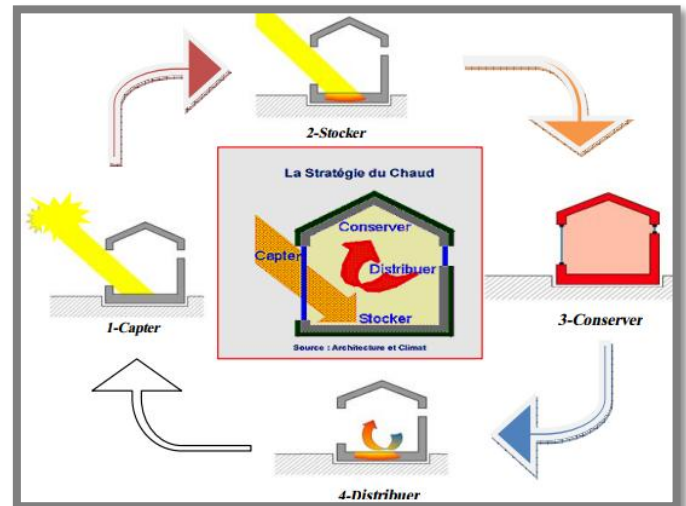 2-Stocker
La Stratégie du Chaud
Conserver
Capter
Distribuer
Stocker
Source : Architecture et Climat
1-Capter
3-Conserver
4-Distribuer